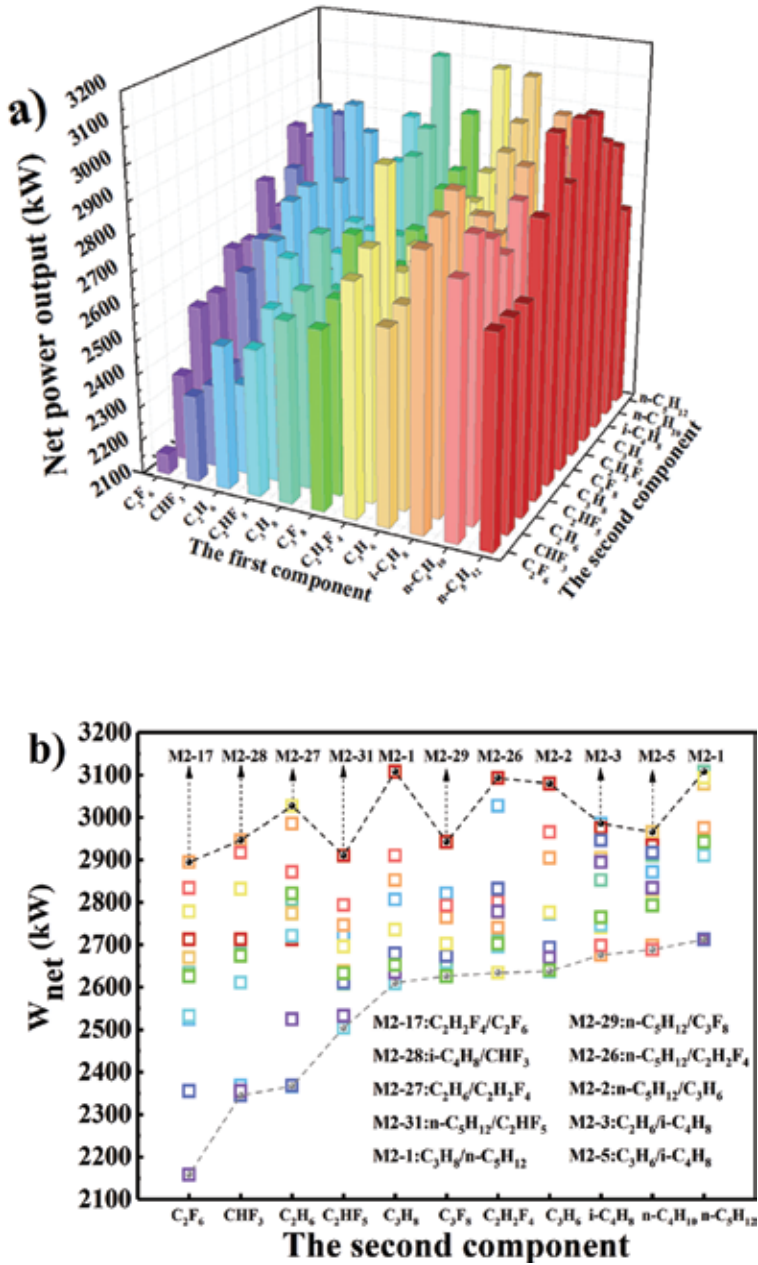 a)
Net power output (kW)
3200
3100
3000
2900
2800
2700
2600
2500
2400
2300
2200
2100
C₂F₆
CHF₃
C₂H₆
C₂HF₅
C₃H₈
C₃F₈
C₂H₂F₄
C₃H₆
i-C₄H₈
n-C₄H₁₀
n-C₅H₁₂
The first component
n-C₅H₁₂
n-C₄H₁₀
i-C₄H₈
C₃H₆
C₂H₂F₄
C₃F₈
C₃H₈
C₂HF₅
C₂H₆
CHF₃
C₂F₆
The second component
b)
Wnet (kW)
3200
3100
3000
2900
2800
2700
2600
2500
2400
2300
2200
2100
M2-17 M2-28 M2-27 M2-31 M2-1 M2-29 M2-26 M2-2 M2-3 M2-5 M2-1
M2-17:C₂H₂F₄/C₂F₆ M2-29:n-C₅H₁₂/C₃F₈
M2-28:i-C₄H₈/CHF₃ M2-26:n-C₅H₁₂/C₂H₂F₄
M2-27:C₂H₆/C₂H₂F₄ M2-2:n-C₅H₁₂/C₃H₆
M2-31:n-C₅H₁₂/C₂HF₅ M2-3:C₂H₆/i-C₄H₈
M2-1:C₃H₈/n-C₅H₁₂ M2-5:C₃H₆/i-C₄H₈
C₂F₆ CHF₃ C₂H₆ C₂HF₅ C₃H₈ C₃F₈ C₂H₂F₄ C₃H₆ i-C₄H₈ n-C₄H₁₀ n-C₅H₁₂
The second component